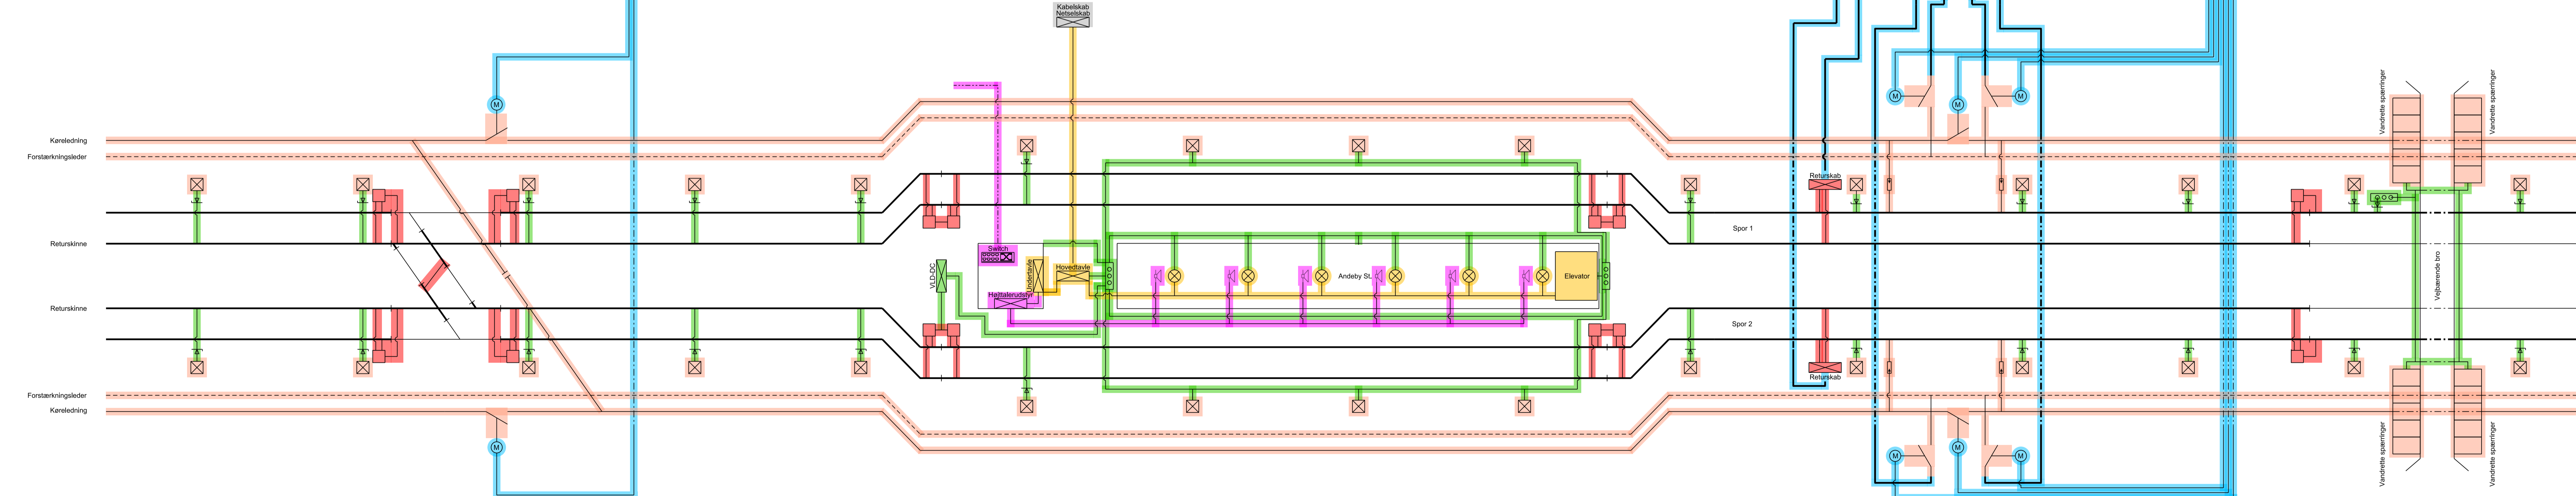 Kabelskab
Netselskab
Vandrette spærringer
Vandrette spærringer
M
M
M
M
Køreledning
Forstærkningsleder
Returskab
Returskinne
Spor 1
Switch
VLD-DC
Undertavle
Hovedtavle
Højttalerudstyr
Andeby St.
Elevator
Vejbærende bro
Returskinne
Spor 2
Returskab
Forstærkningsleder
Køreledning
M
M
M
M
Vandrette spærringer
Vandrette spærringer